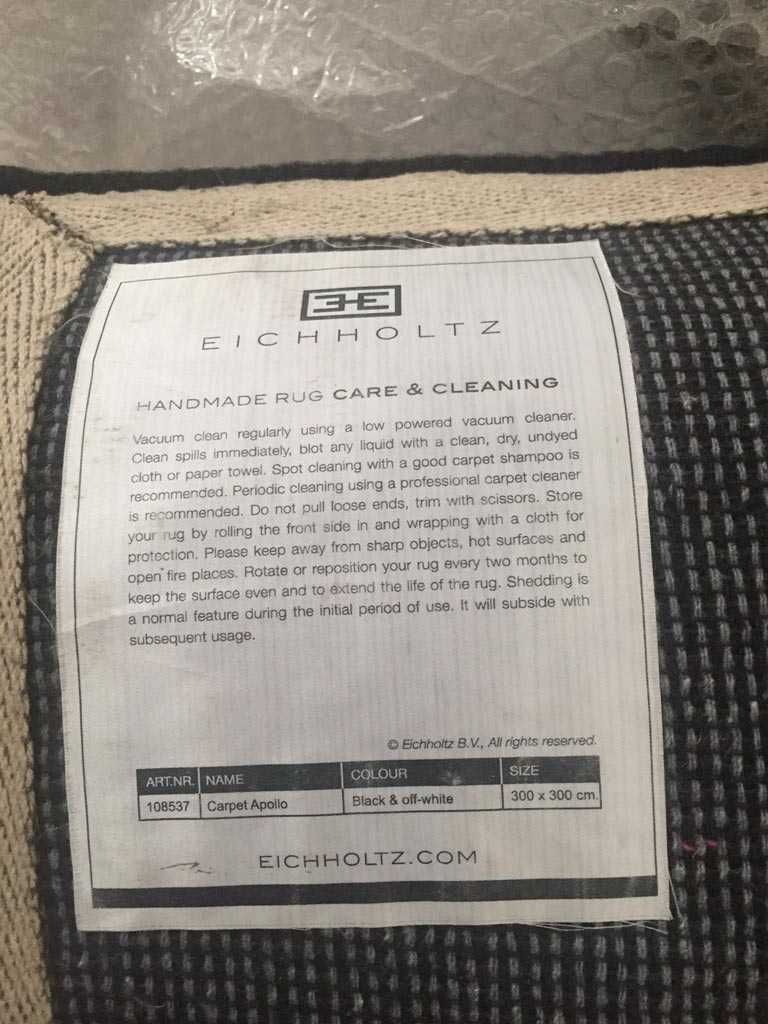 EICHHOLTZ
HANDMADE RUG CARE & CLEANING
Vacuum clean regularly using a low powered vacuum cleaner.
Clean spills immediately, blot any liquid with a clean, dry, undyed
cloth or paper towel. Spot cleaning with a good carpet shampoo is
recommended. Periodic cleaning using a professional carpet cleaner
is recommended. Do not pull loose ends, trim with scissors. Store
your rug by rolling the front side in and wrapping with a cloth for
protection. Please keep away from sharp objects, hot surfaces and
open fire places. Rotate or reposition your rug every two months to
keep the surface even and to extend the life of the rug. Shedding is
a normal feature during the initial period of use. It will subside with
subsequent usage.
© Eichholtz B.V., All rights reserved.
ART.NR. NAME COLOUR SIZE
108537 Carpet Apollo Black & off-white 300 x 300 cm.
EICHHOLTZ.COM